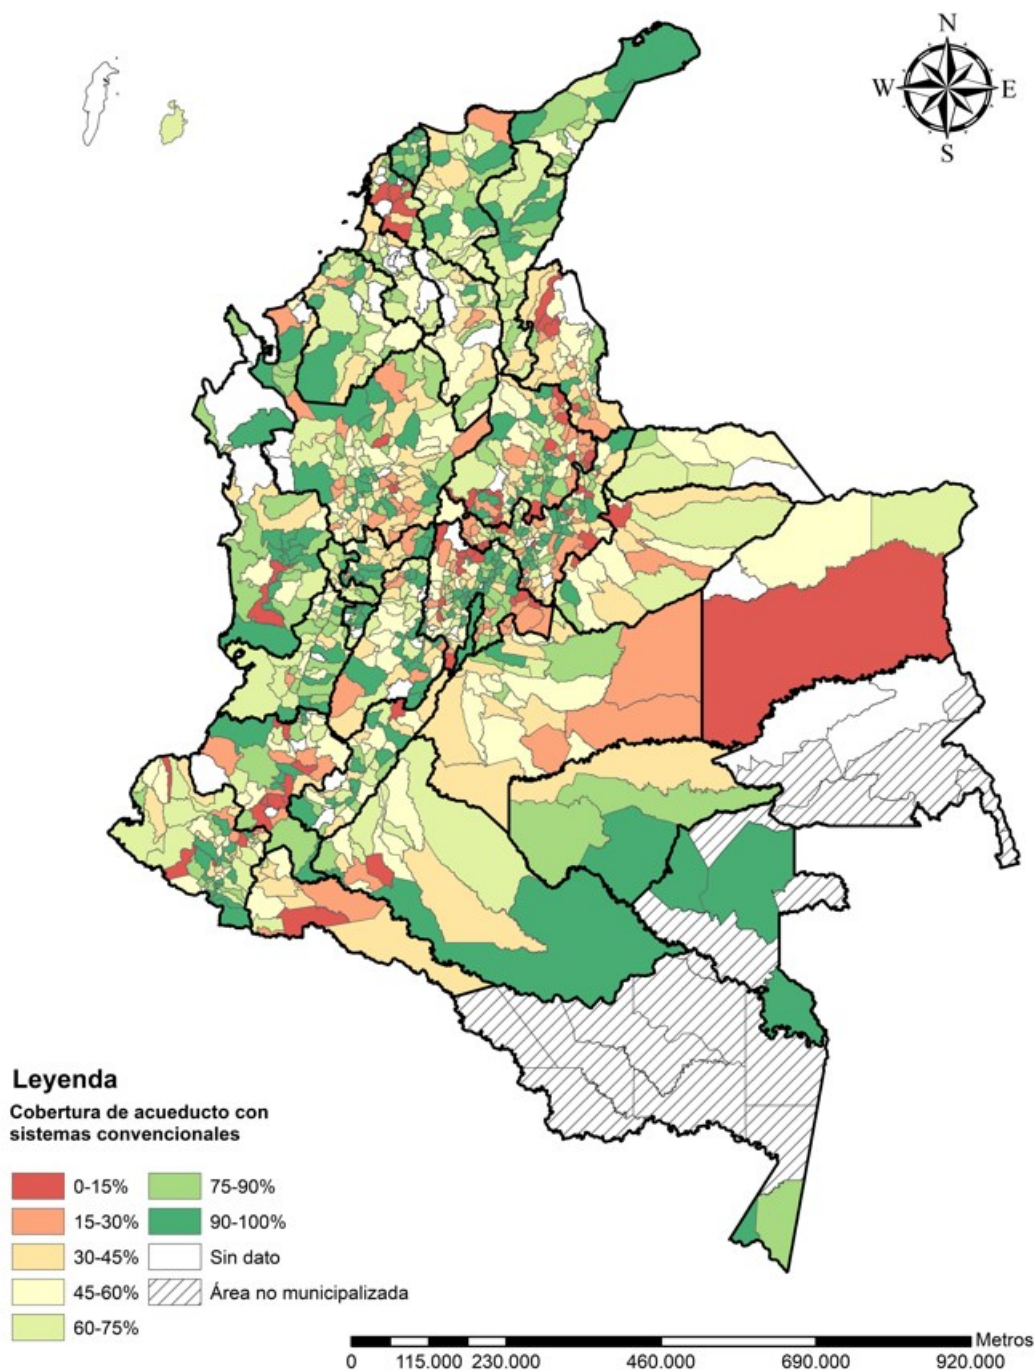 N
W
E
S
Leyenda
Cobertura de acueducto con
sistemas convencionales
0-15%
75-90%
15-30%
90-100%
30-45%
Sin dato
45-60%
Área no municipalizada
60-75%
Metros
0
115.000
230.000
460.000
690.000
920.000